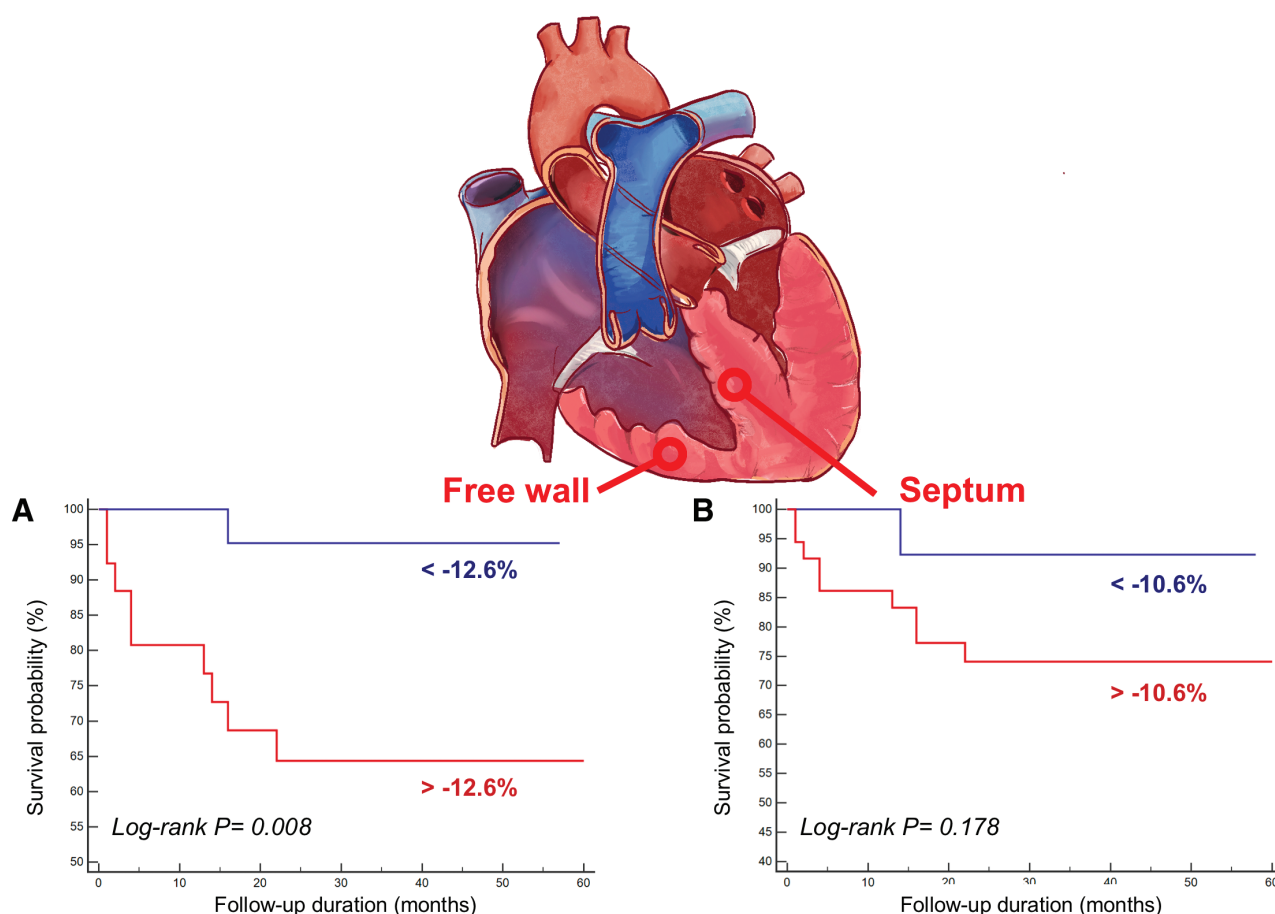 Free wall
Septum
A
100
95
90
85
80
75
70
65
60
55
50
Survival probability (%)
< -12.6%
> -12.6%
Log-rank P= 0.008
0 10 20 30 40 50 60
Follow-up duration (months)
B
100
95
90
85
80
75
70
65
60
55
50
45
40
Survival probability (%)
< -10.6%
> -10.6%
Log-rank P= 0.178
0 10 20 30 40 50 60
Follow-up duration (months)